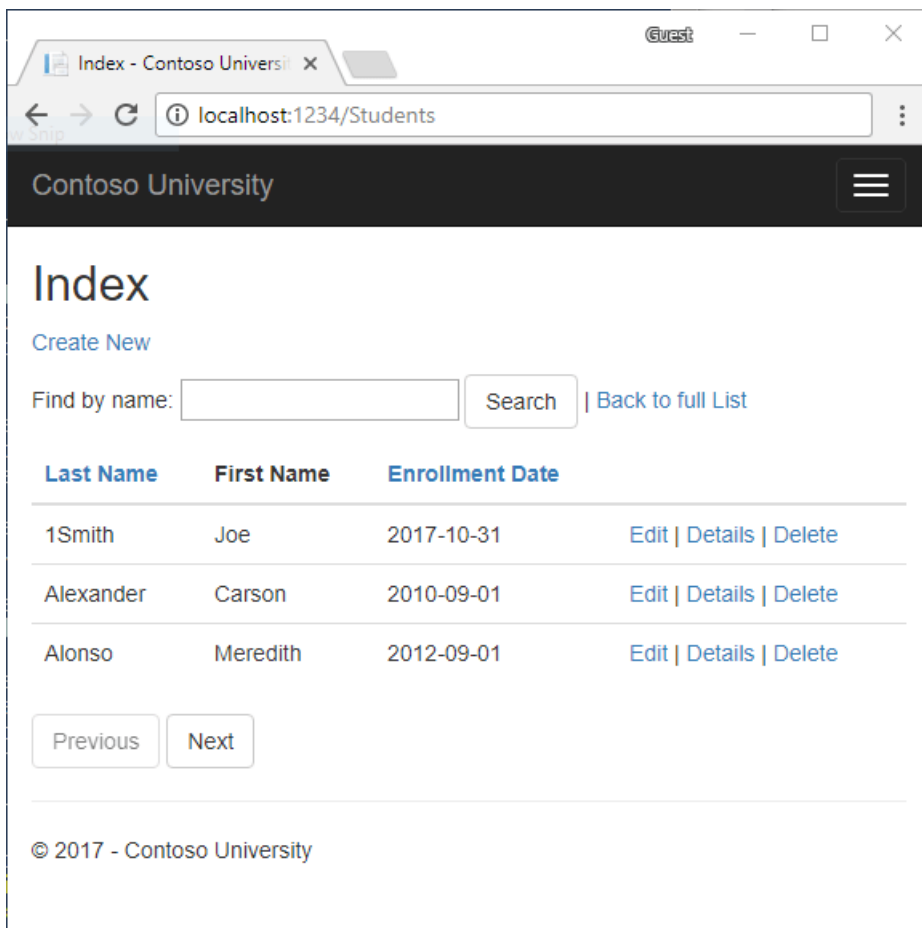 Guest
Index - Contoso Universit
localhost:1234/Students
w Snip
Contoso University
Index
Create New
Find by name: Search | Back to full List
Last Name First Name Enrollment Date
1Smith Joe 2017-10-31 Edit | Details | Delete
Alexander Carson 2010-09-01 Edit | Details | Delete
Alonso Meredith 2012-09-01 Edit | Details | Delete
Previous Next
© 2017 - Contoso University